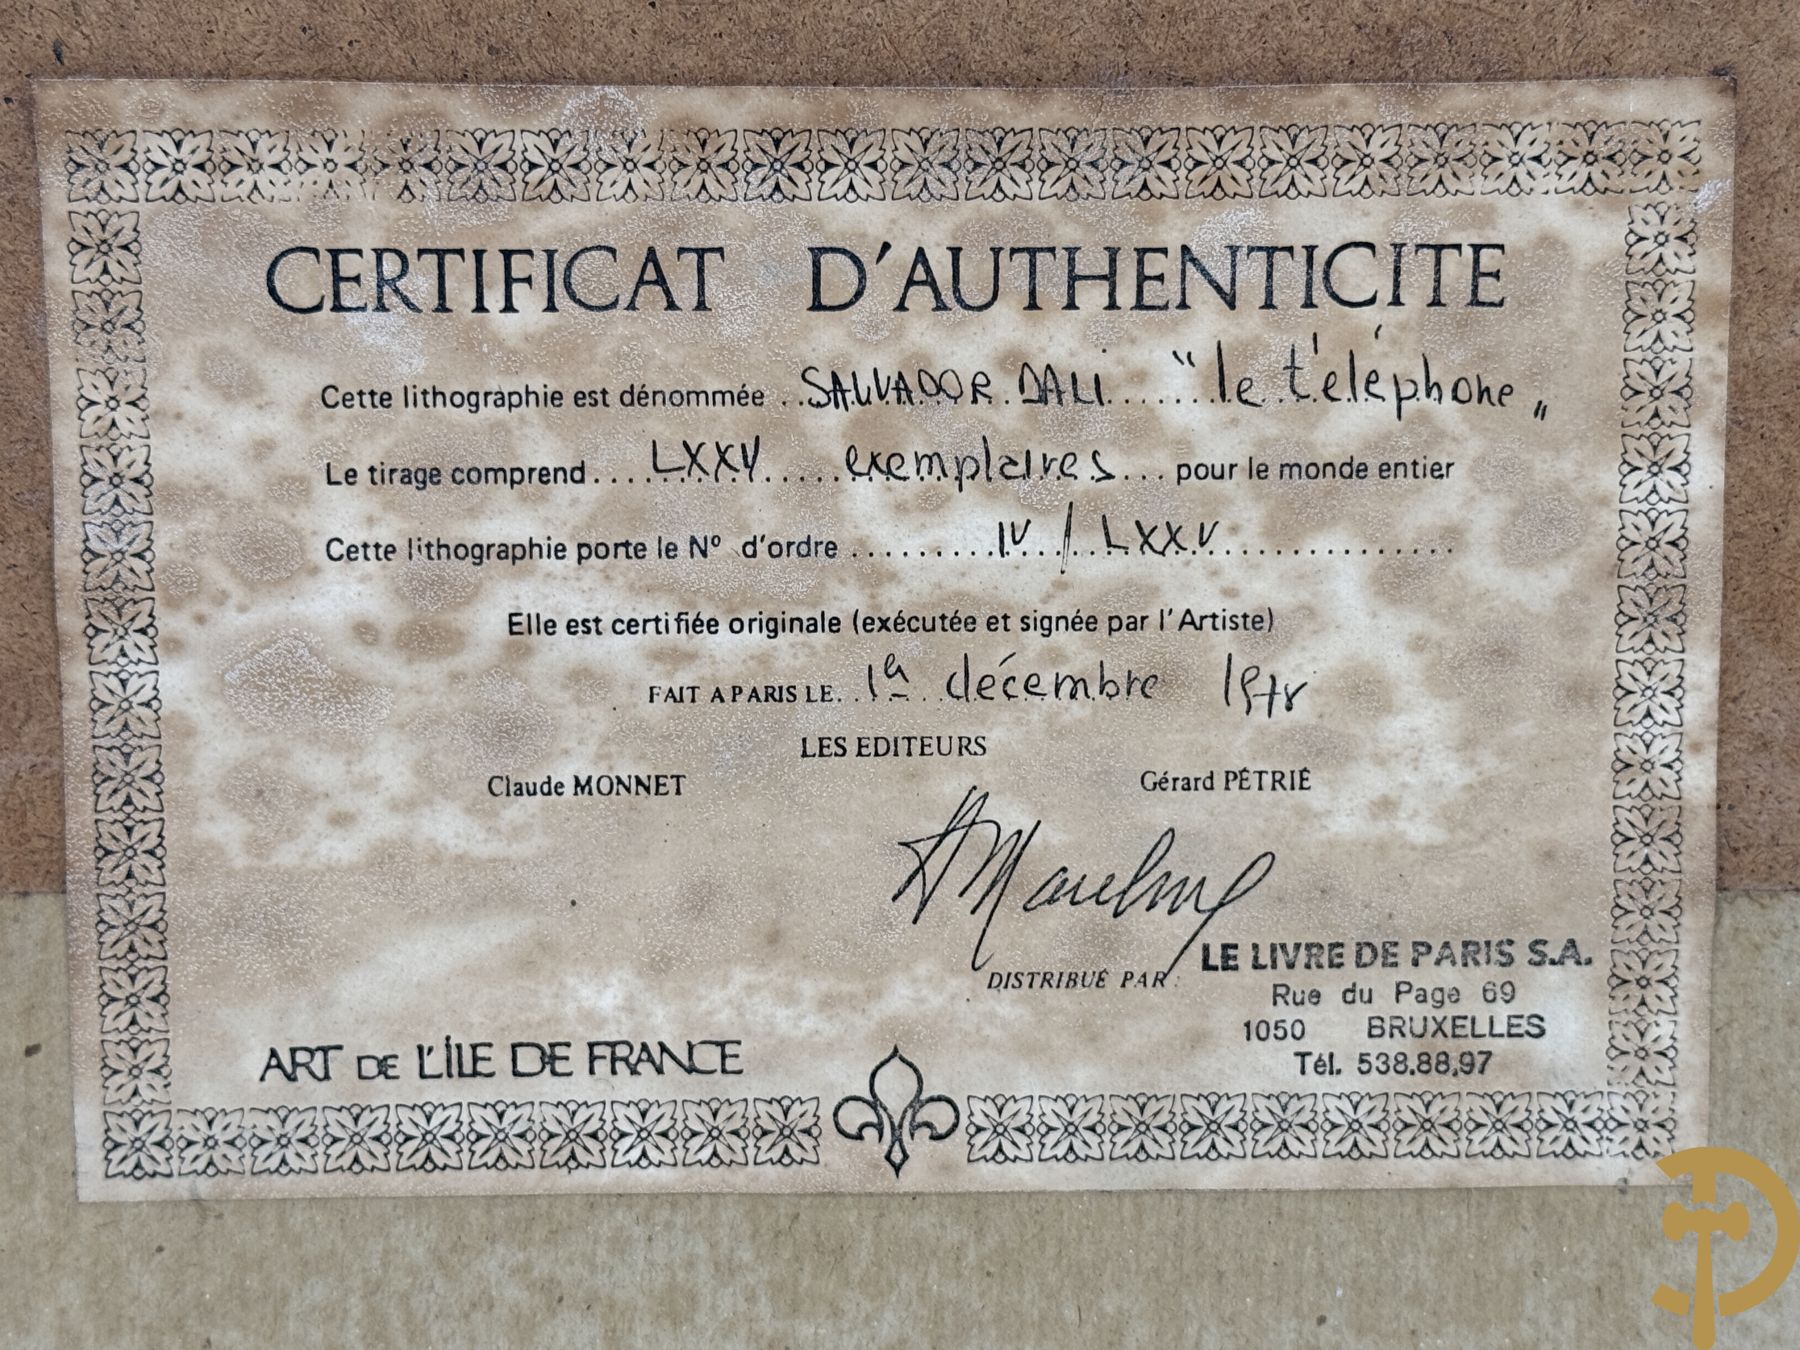 CERTIFICAT D'AUTHENTICITE
Cette lithographie est dénommée ..SALVADOR DALI......."le téléphone"
Le tirage comprend....LXXV.....exemplaires...pour le monde entier
Cette lithographie porte le Nº d'ordre .........IV / LXXV...............
Elle est certifiée originale (exécutée et signée par l'Artiste)
FAIT A PARIS LE...décembre
LES EDITEURS
Claude MONNET Gérard PÉTRIÉ
DISTRIBUÉ PAR : LE LIVRE DE PARIS S.A.
Rue du Page 69
1050 BRUXELLES
Tél. 538.88.97
ART DE L'ÎLE DE FRANCE